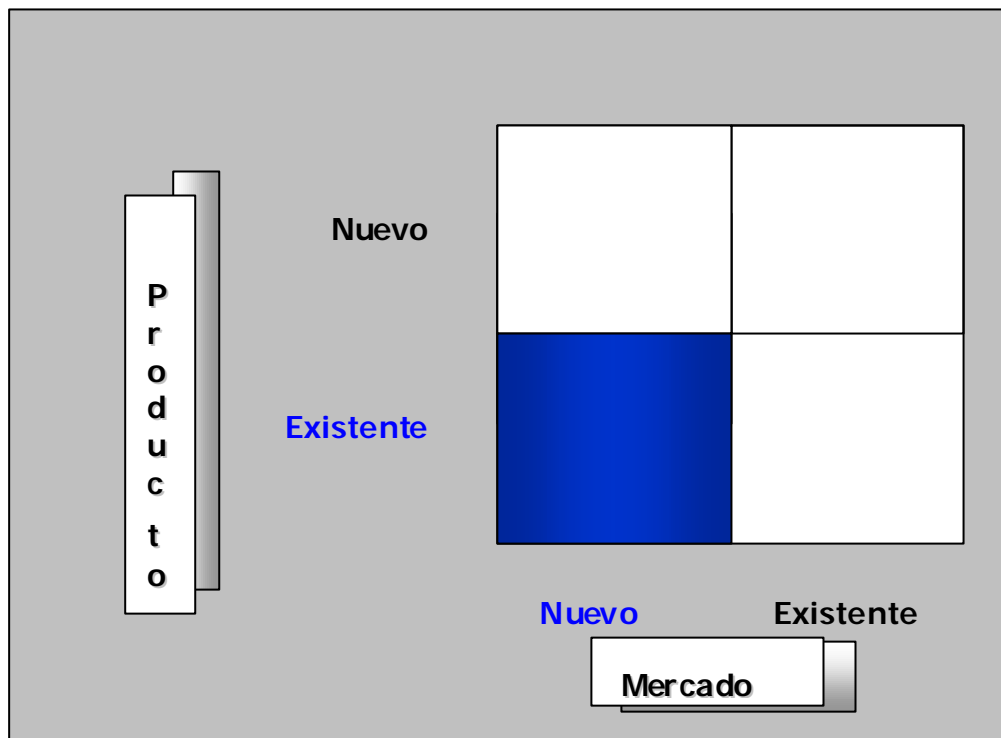 Nuevo
Producto
Existente
Nuevo Existente
Mercado